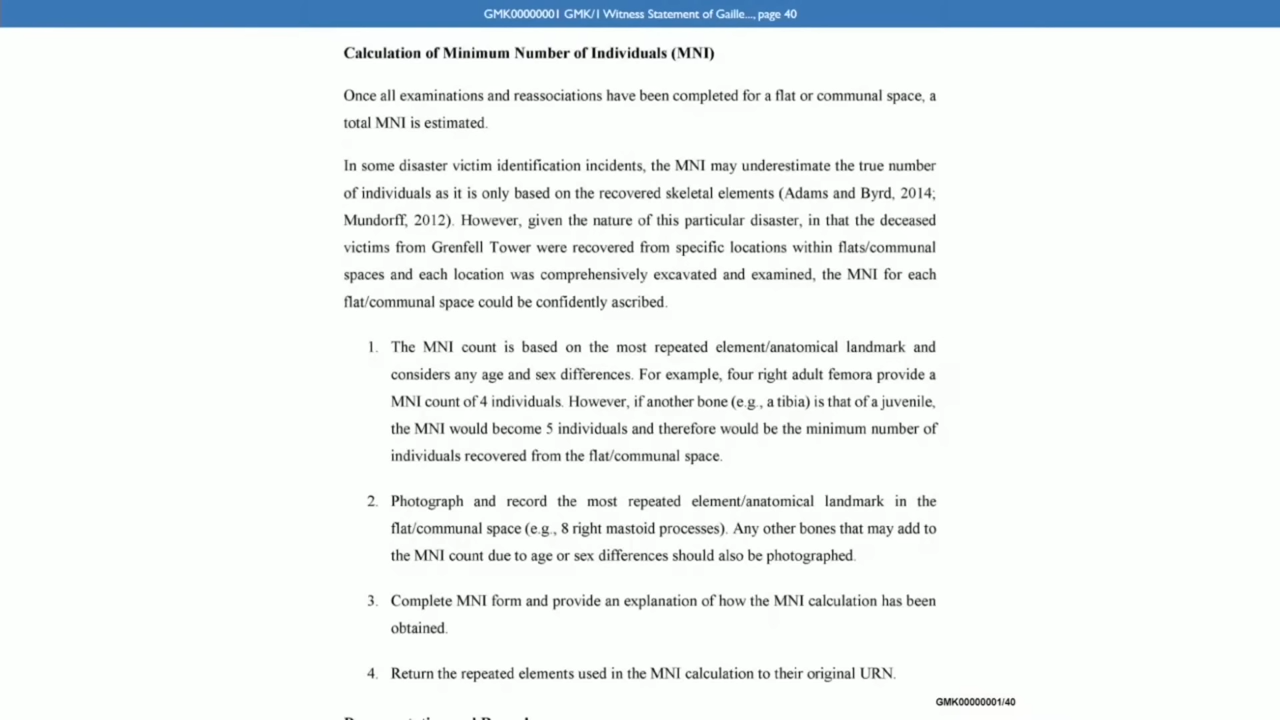 GMK00000001 GMK/1 Witness Statement of Gaille..., page 40
Calculation of Minimum Number of Individuals (MNI)
Once all examinations and reassociations have been completed for a flat or communal space, a
total MNI is estimated.
In some disaster victim identification incidents, the MNI may underestimate the true number
of individuals as it is only based on the recovered skeletal elements (Adams and Byrd, 2014;
Mundorff, 2012). However, given the nature of this particular disaster, in that the deceased
victims from Grenfell Tower were recovered from specific locations within flats/communal
spaces and each location was comprehensively excavated and examined, the MNI for each
flat/communal space could be confidently ascribed.
1. The MNI count is based on the most repeated element/anatomical landmark and
considers any age and sex differences. For example, four right adult femora provide a
MNI count of 4 individuals. However, if another bone (e.g., a tibia) is that of a juvenile,
the MNI would become 5 individuals and therefore would be the minimum number of
individuals recovered from the flat/communal space.
2. Photograph and record the most repeated element/anatomical landmark in the
flat/communal space (e.g., 8 right mastoid processes). Any other bones that may add to
the MNI count due to age or sex differences should also be photographed.
3. Complete MNI form and provide an explanation of how the MNI calculation has been
obtained.
4. Return the repeated elements used in the MNI calculation to their original URN.
GMK00000001/40